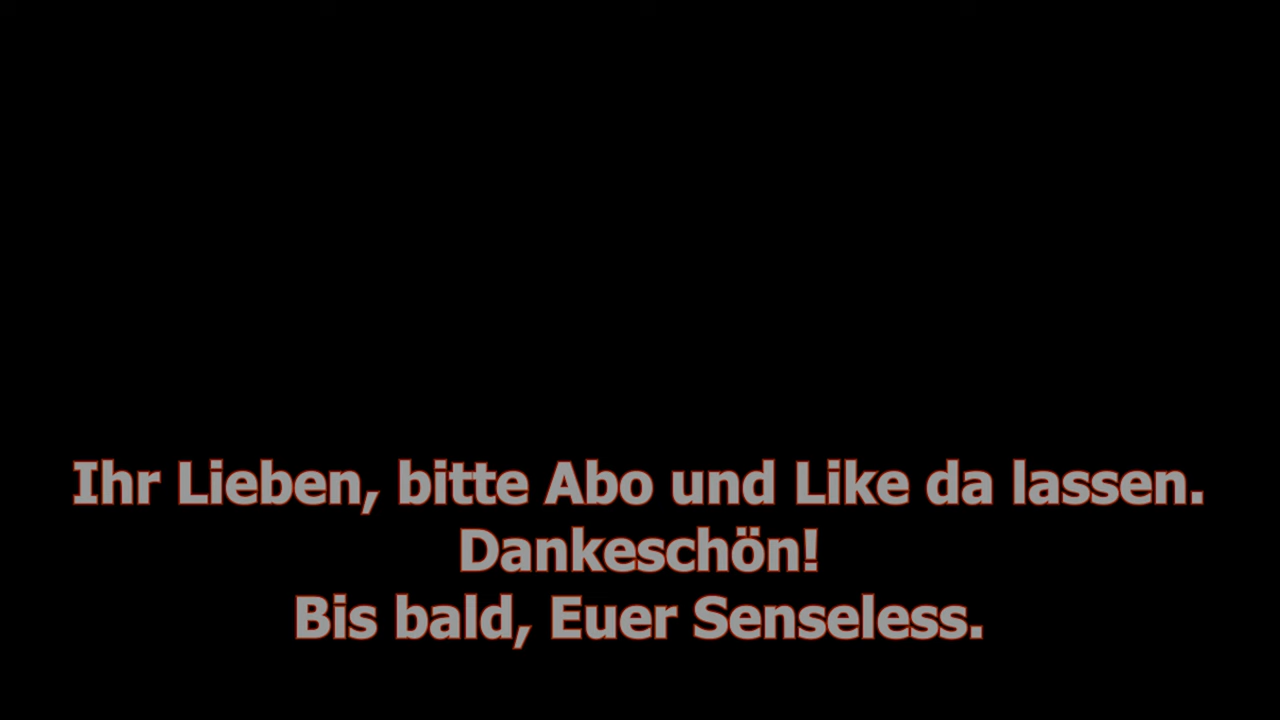 Ihr Lieben, bitte Abo und Like da lassen.
Dankeschön!
Bis bald, Euer Senseless.